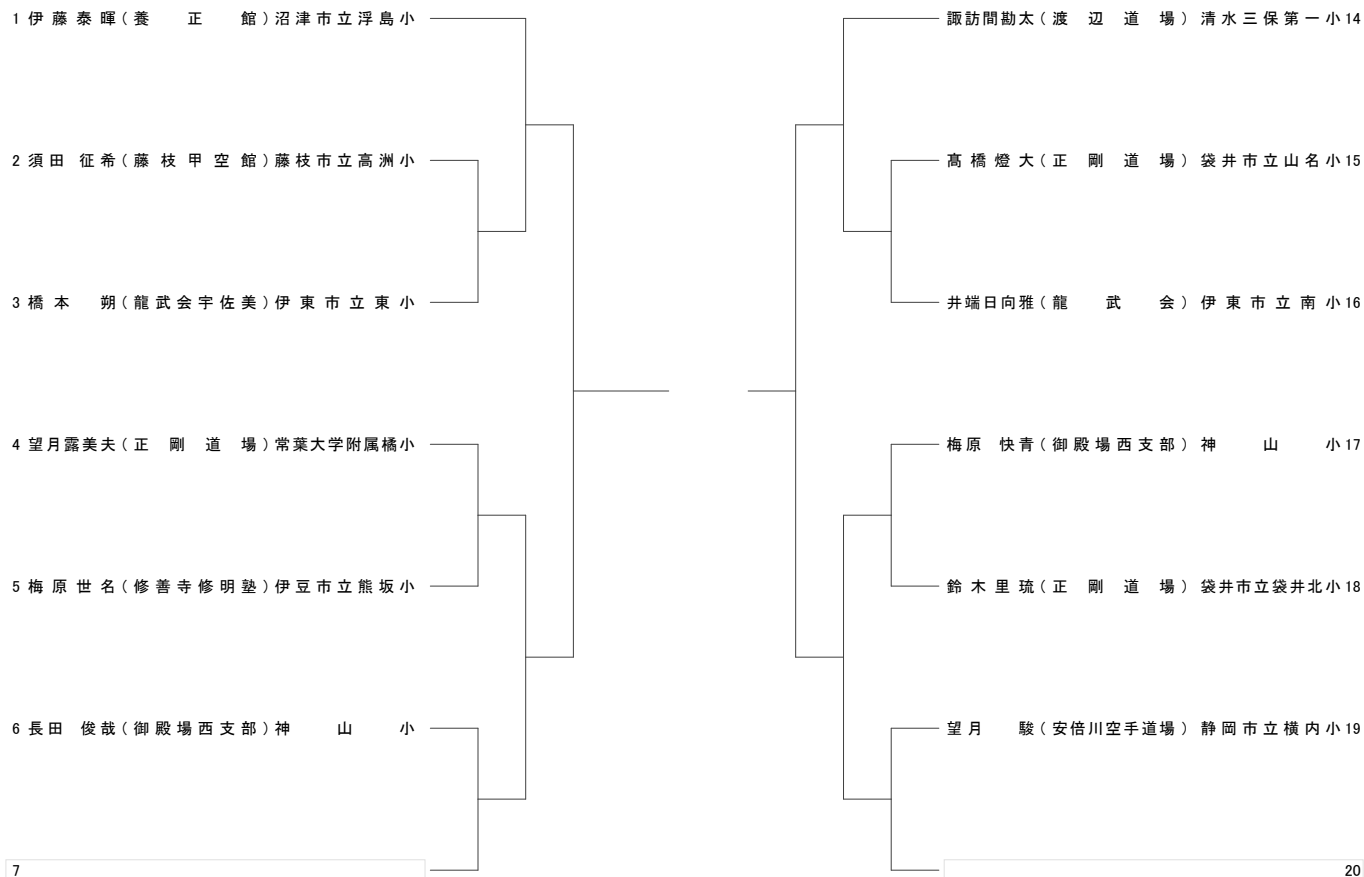 1 伊藤泰暉(養正館)沼津市立浮島小
2 須田 征希(藤枝甲空館)藤枝市立高洲小
3 橋本 朔(龍武会宇佐美)伊東市立東小
4 望月露美夫(正剛道場)常葉大学附属橘小
5 梅原世名(修善寺修明塾)伊豆市立熊坂小
6 長田 俊哉(御殿場西支部)神山小
7
諏訪間勘太(渡辺道場)清水三保第一小 14
髙橋燈大(正剛道場)袋井市立山名小 15
井端日向雅(龍武会)伊東市立南小 16
梅原 快青(御殿場西支部)神山小 17
鈴木里琉(正剛道場)袋井市立袋井北小 18
望月 駿(安倍川空手道場)静岡市立横内小 19
20